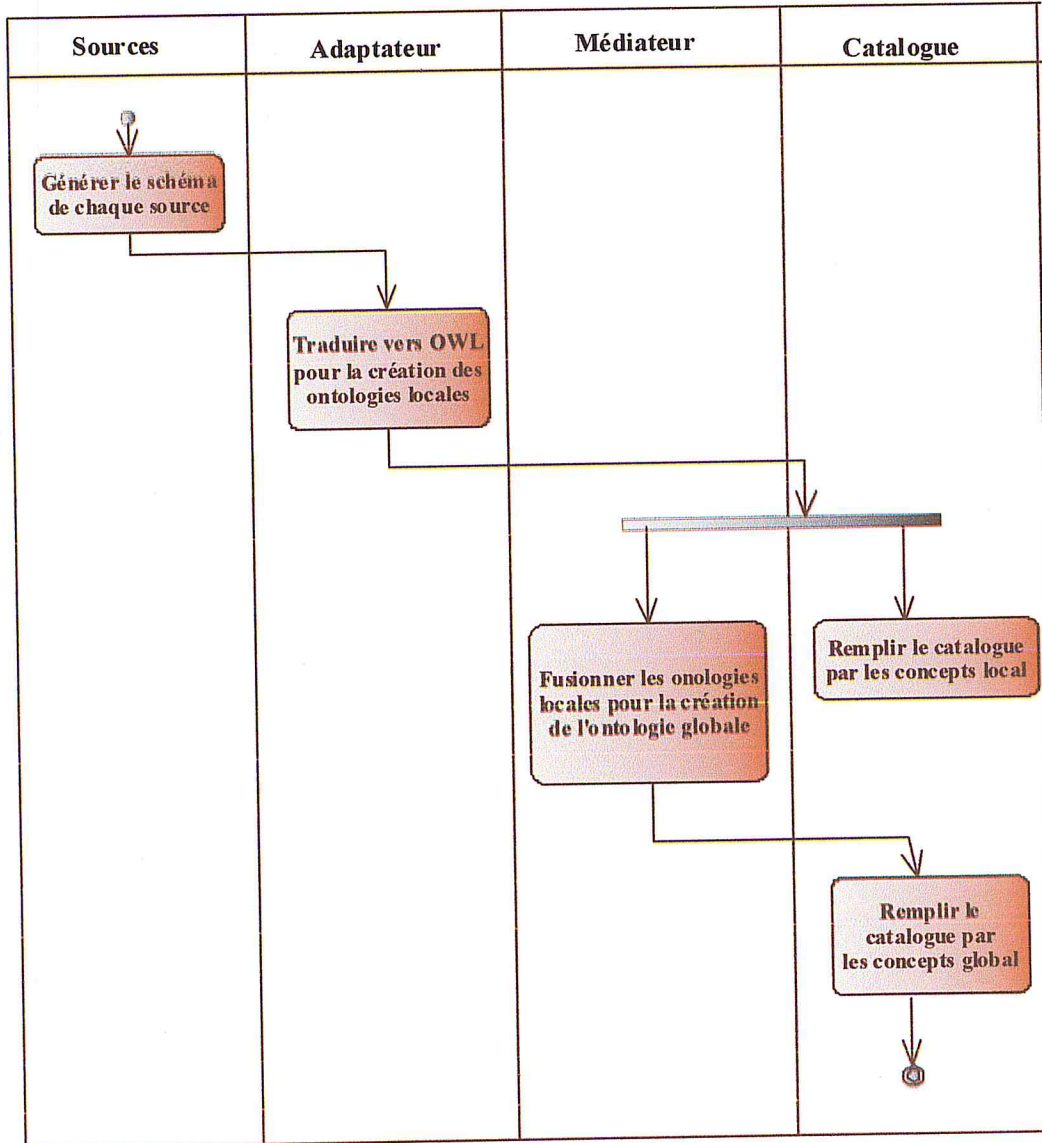 Sources
Adaptateur
Médiateur
Catalogue
Générer le schéma
de chaque source
Traduire vers OWL
pour la création des
ontologies locales
Fusionner les onologies
locales pour la création
de l'ontologie globale
Remplir le catalogue
par les concepts local
Remplir le
catalogue par
les concepts global